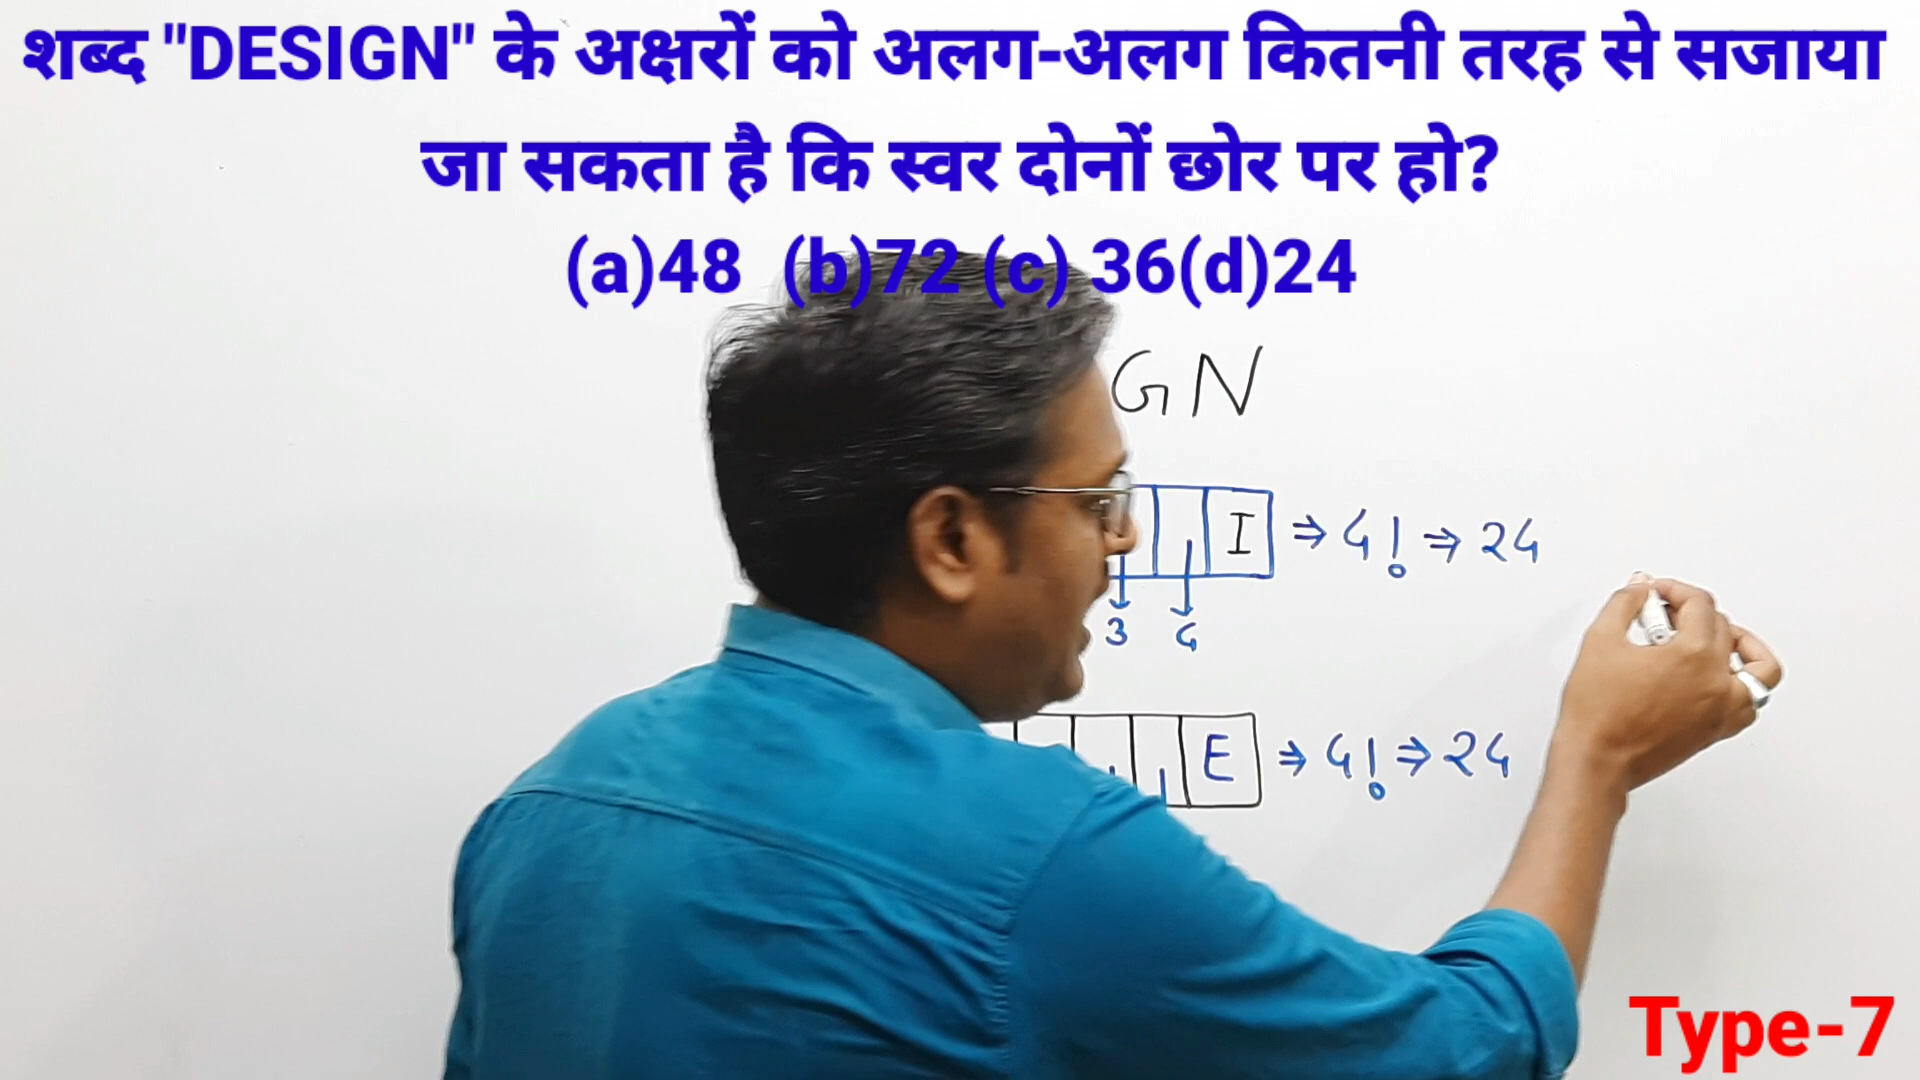 शब्द "DESIGN" के अक्षरों को अलग-अलग कितनी तरह से सजाया
जा सकता है कि स्वर दोनों छोर पर हो?
(a)48 (b)72 (c) 36(d)24
G N
I ⇒ 4! ⇒ 24
3 4
E ⇒ 4! ⇒ 24
Type-7